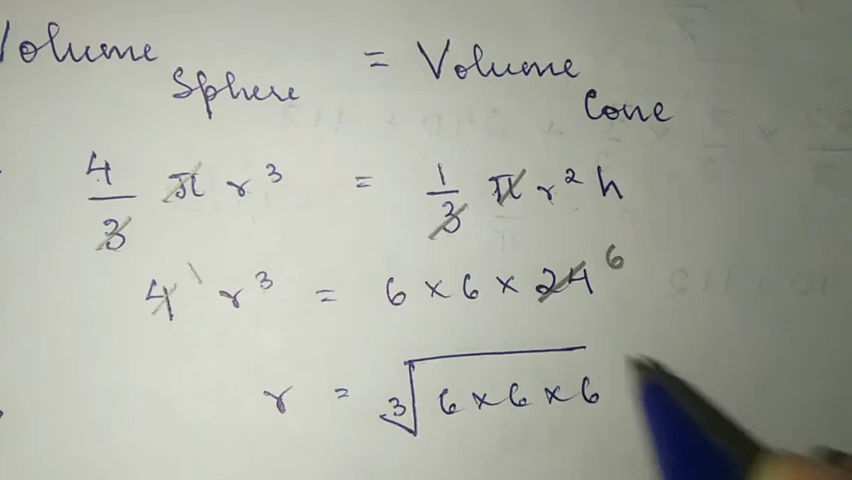 Volume Sphere = Volume Cone
4/3 π r³ = 1/3 π r² h
4 ¹ r³ = 6 × 6 × 24 ⁶
r = ∛6×6×6